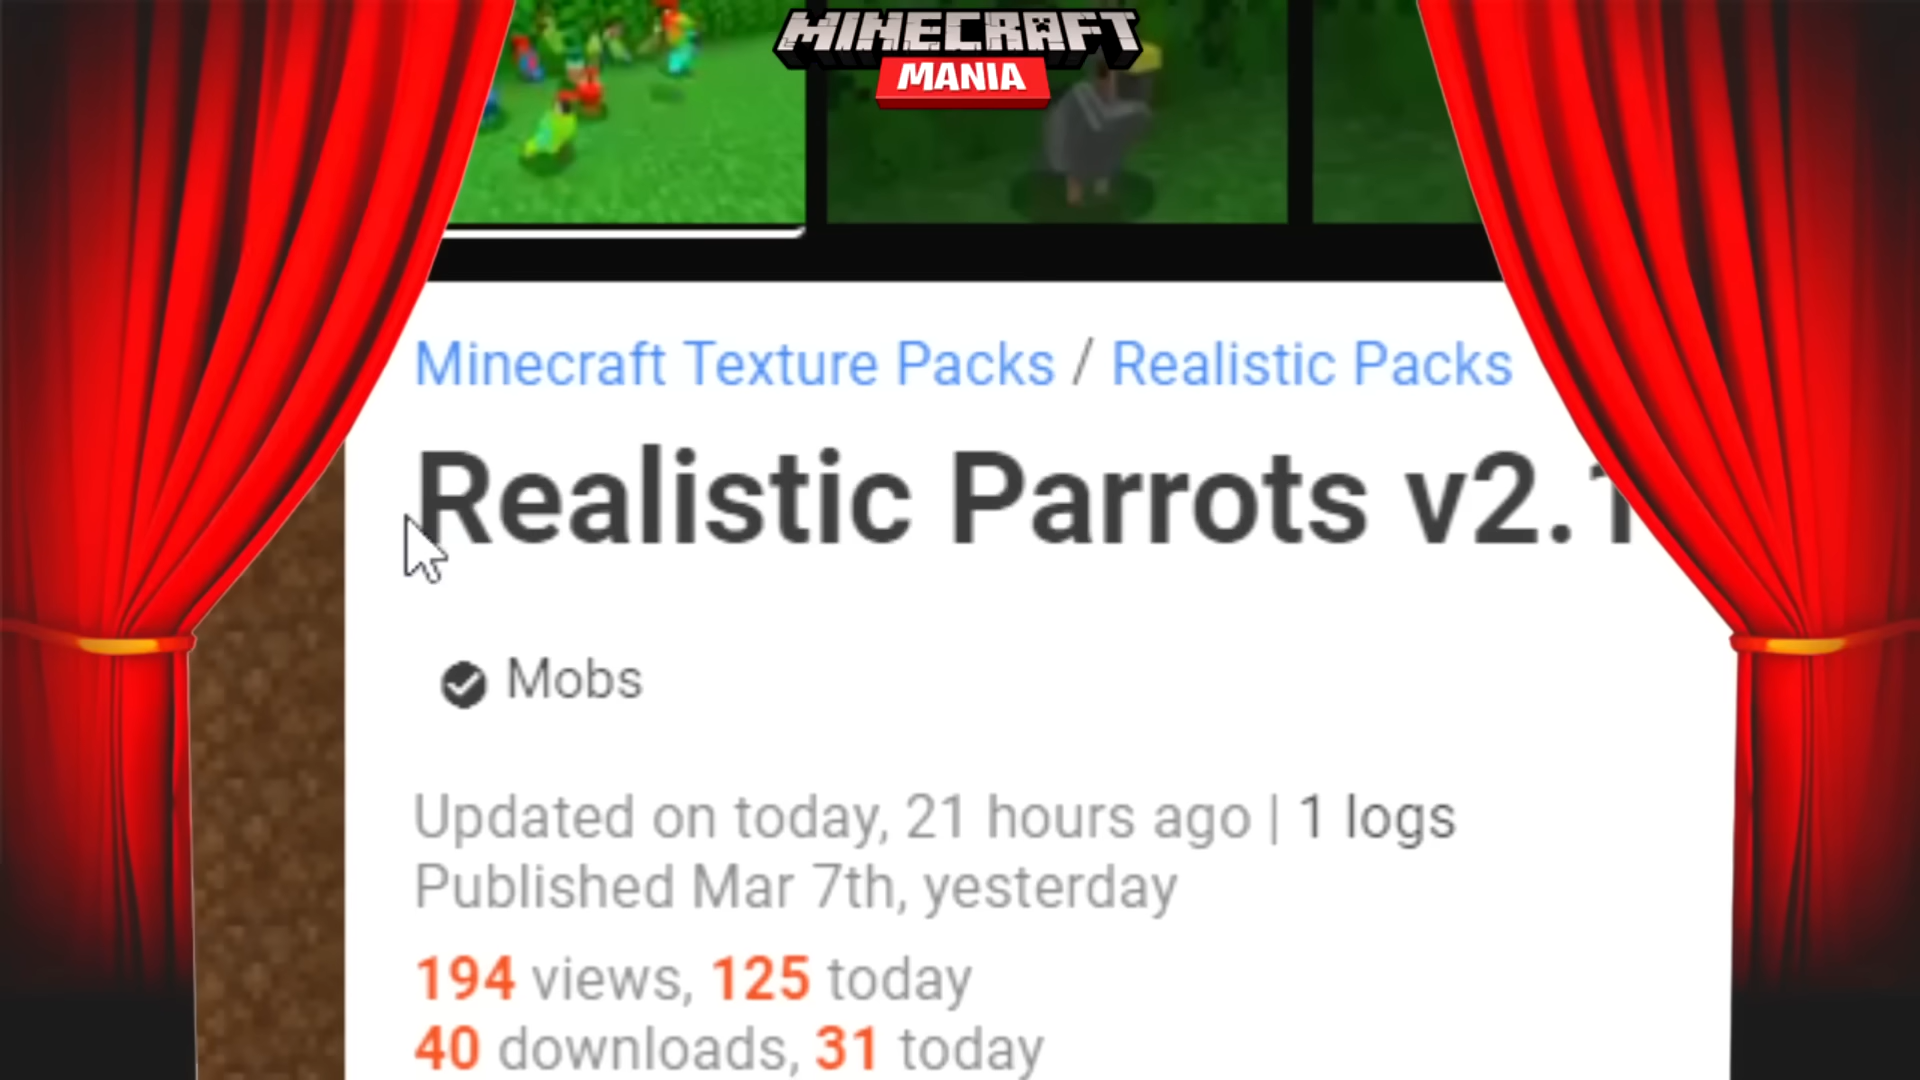 MINECRAFT
MANIA
Minecraft Texture Packs / Realistic Packs
Realistic Parrots v2.1
Mobs
Updated on today, 21 hours ago | 1 logs
Published Mar 7th, yesterday
194 views, 125 today
40 downloads, 31 today